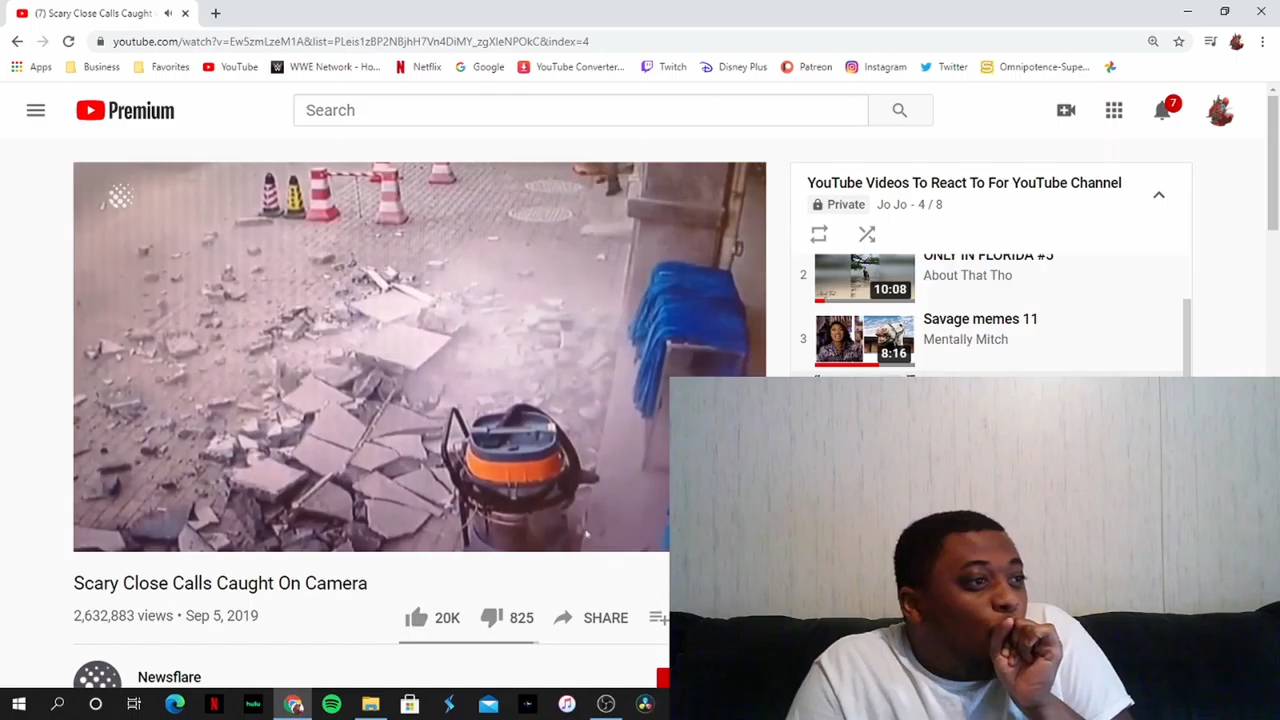 (7) Scary Close Calls Caught
youtube.com/watch?v=Ew5zmLzeM1A&list=PLeis1zBP2NBjhH7Vn4DiMY_zgXIeNPOkC&index=4
Apps Business Favorites YouTube WWE Network - Ho... Netflix Google YouTube Converter... Twitch Disney Plus Patreon Instagram Twitter Omnipotence-Supe...
Premium Search 7
YouTube Videos To React To For YouTube Channel
Private Jo Jo - 4 / 8
ONLY IN FLORIDA #5
2 About That Tho
10:08
Savage memes 11
3 Mentally Mitch
8:16
Scary Close Calls Caught On Camera
2,632,883 views • Sep 5, 2019 20K 825 SHARE
Newsflare
hulu